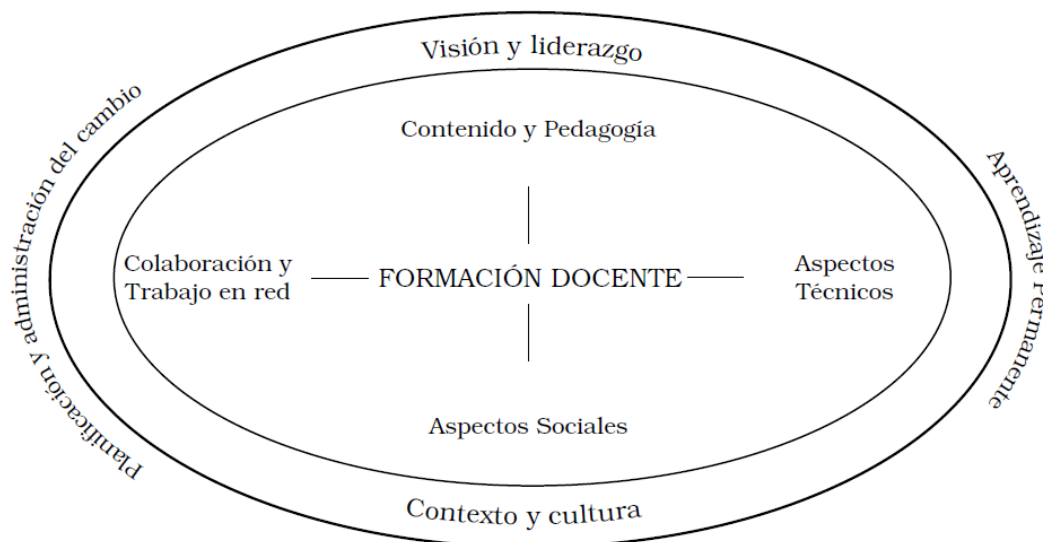 Visión y liderazgo
Planificación y administración del cambio
Aprendizaje Permanente
Contenido y Pedagogía
Colaboración y
Trabajo en red
FORMACIÓN DOCENTE
Aspectos
Técnicos
Aspectos Sociales
Contexto y cultura